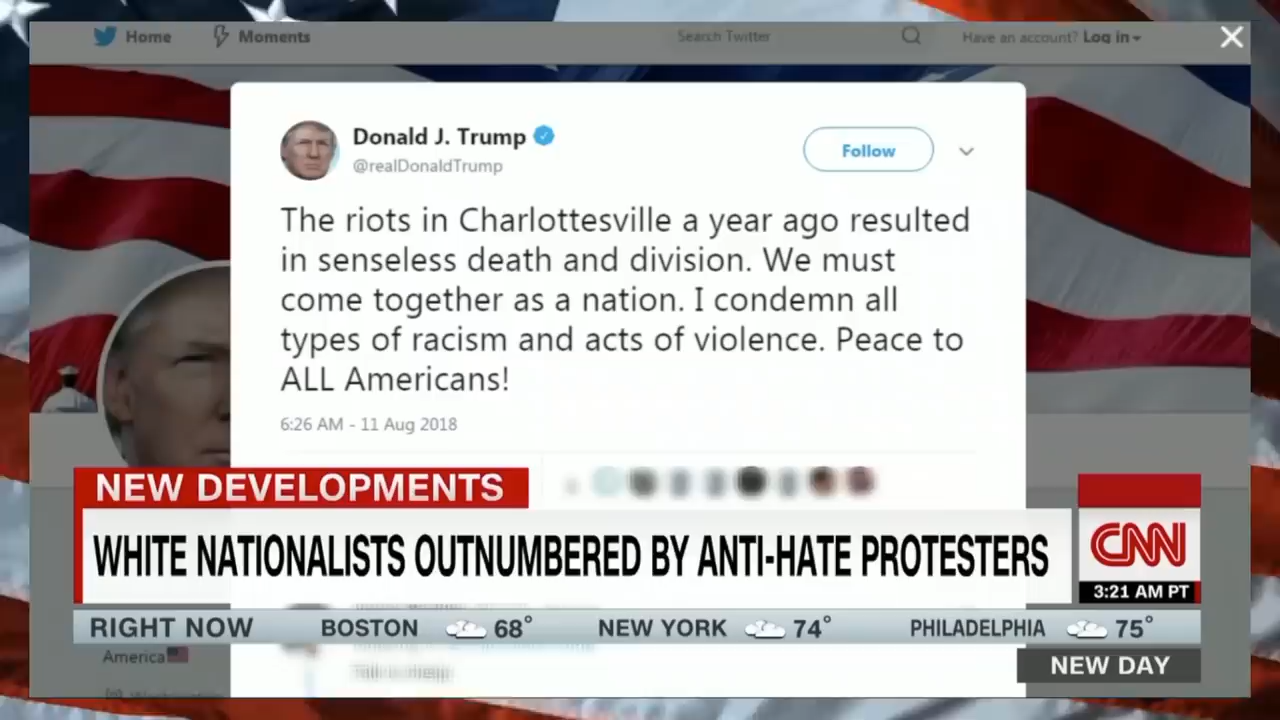 Home Moments Search Twitter Have an account? Log in
Donald J. Trump
@realDonaldTrump
Follow
The riots in Charlottesville a year ago resulted
in senseless death and division. We must
come together as a nation. I condemn all
types of racism and acts of violence. Peace to
ALL Americans!
6:26 AM - 11 Aug 2018
NEW DEVELOPMENTS
WHITE NATIONALISTS OUTNUMBERED BY ANTI-HATE PROTESTERS
CNN
3:21 AM PT
RIGHT NOW BOSTON 68° NEW YORK 74° PHILADELPHIA 75°
America
NEW DAY